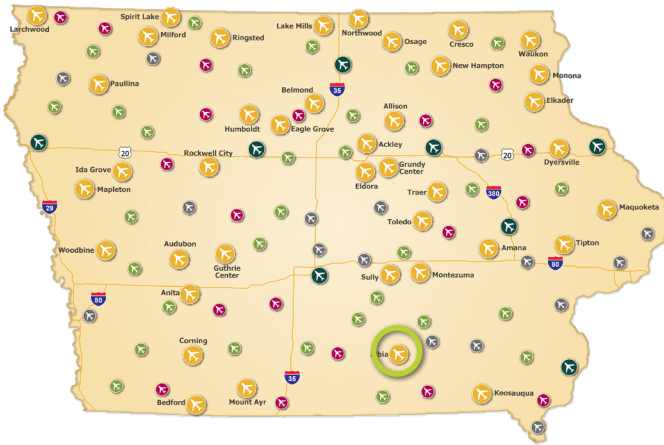 Spirit Lake
Lake Mills
Northwood
Larchwood
Milford
Ringsted
Osage
Cresco
Waukon
New Hampton
Monona
Paullina
35
Belmond
Allison
Elkader
Humboldt
Eagle Grove
Ackley
20
Rockwell City
20
Dyersville
Ida Grove
Grundy
Center
Mapleton
Eldora
Traer
380
29
Maquoketa
Toledo
Woodbine
Audubon
Amana
Tipton
Guthrie
Center
80
Sully
Montezuma
Anita
80
Corning
Albia
35
Bedford
Mount Ayr
Keosauqua